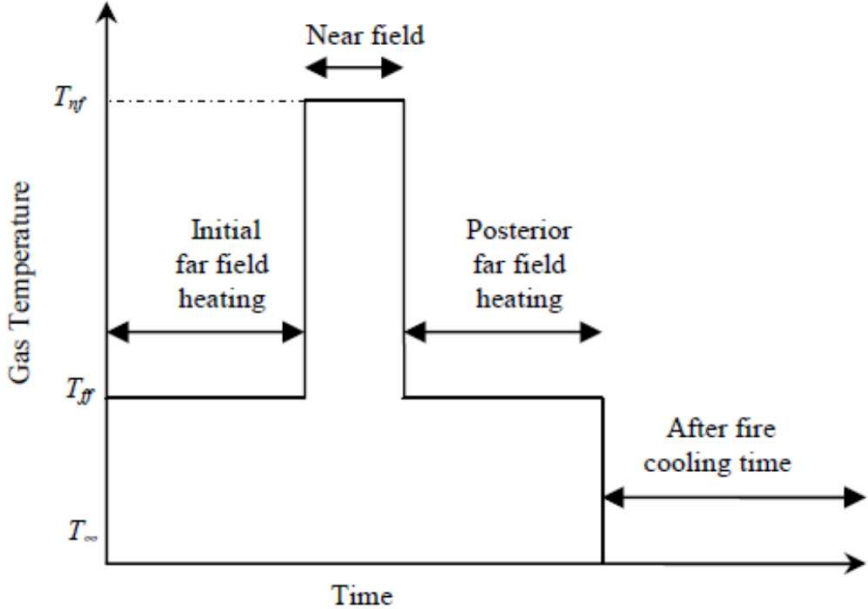 Near field
T_nf
Initial
far field
heating
Posterior
far field
heating
Gas Temperature
T_ff
After fire
cooling time
T_∞
Time